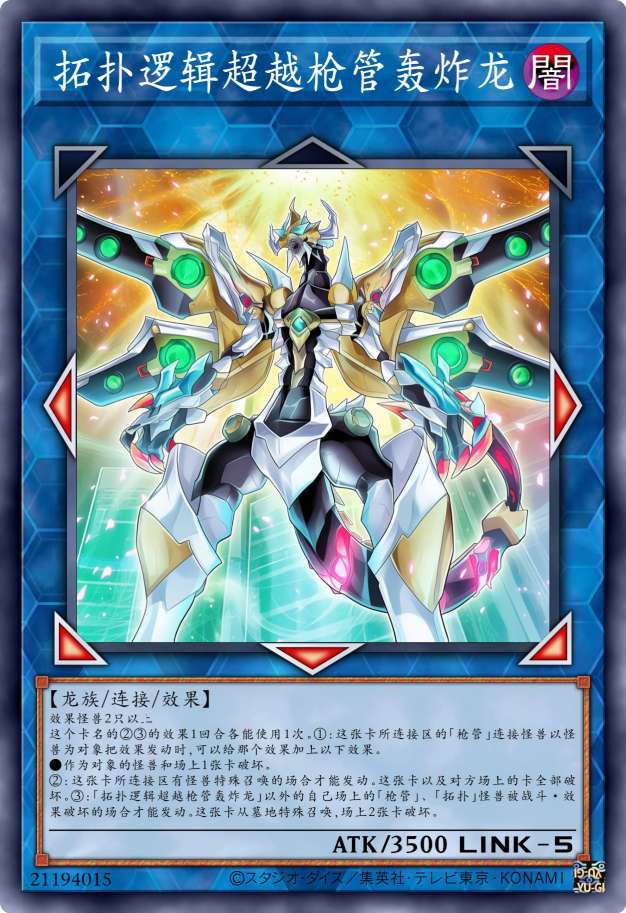 拓扑逻辑超越枪管轰炸龙 闇
【龙族/连接/效果】
效果怪兽2只以上
这个卡名的②③的效果1回合各能使用1次。①:这张卡所连接区的「枪管」连接怪兽以怪
兽为对象把效果发动时,可以给那个效果加上以下效果。
●作为对象的怪兽和场上1张卡破坏。
②:这张卡所连接区有怪兽特殊召唤的场合才能发动。这张卡以及对方场上的卡全部破
坏。③:「拓扑逻辑超越枪管轰炸龙」以外的自己场上的「枪管」、「拓扑」怪兽被战斗・效
果破坏的场合才能发动。这张卡从墓地特殊召唤,场上2张卡破坏。
ATK/3500 LINK-5
21194015 ©スタジオ・ダイス/集英社・テレビ東京・KONAMI